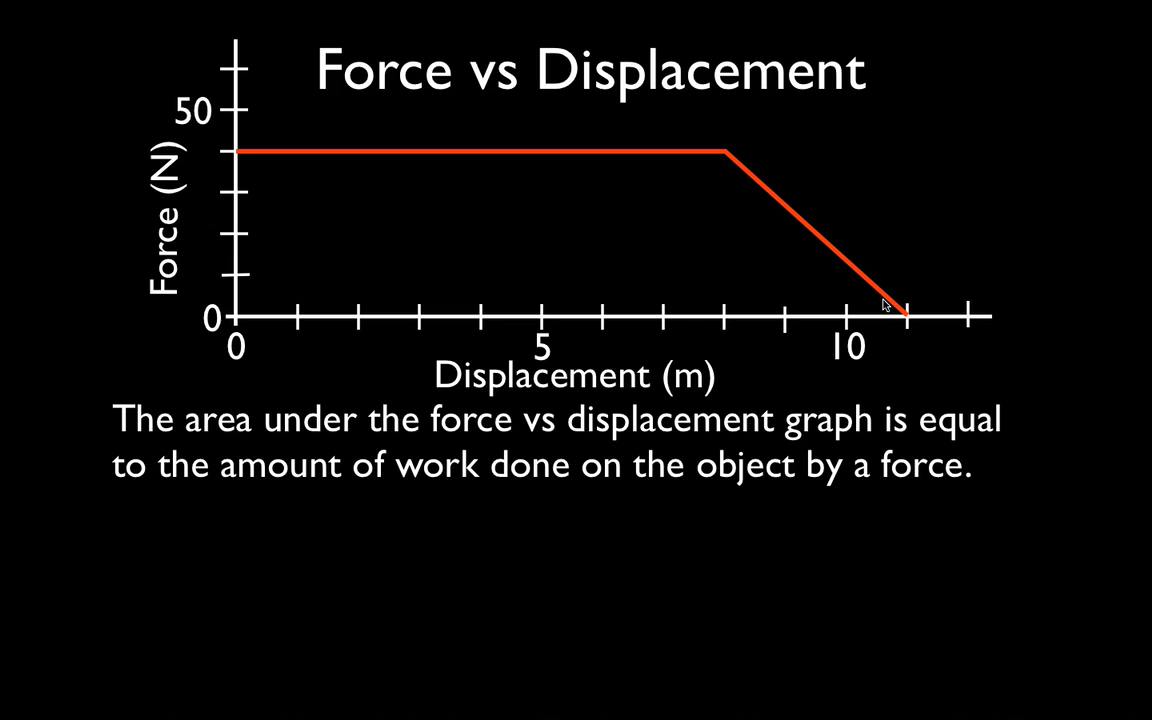 Force vs Displacement
50
Force (N)
0
0
5
10
Displacement (m)
The area under the force vs displacement graph is equal
to the amount of work done on the object by a force.